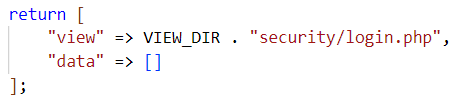 return [
    "view" => VIEW_DIR . "security/login.php",
    "data" => []
];